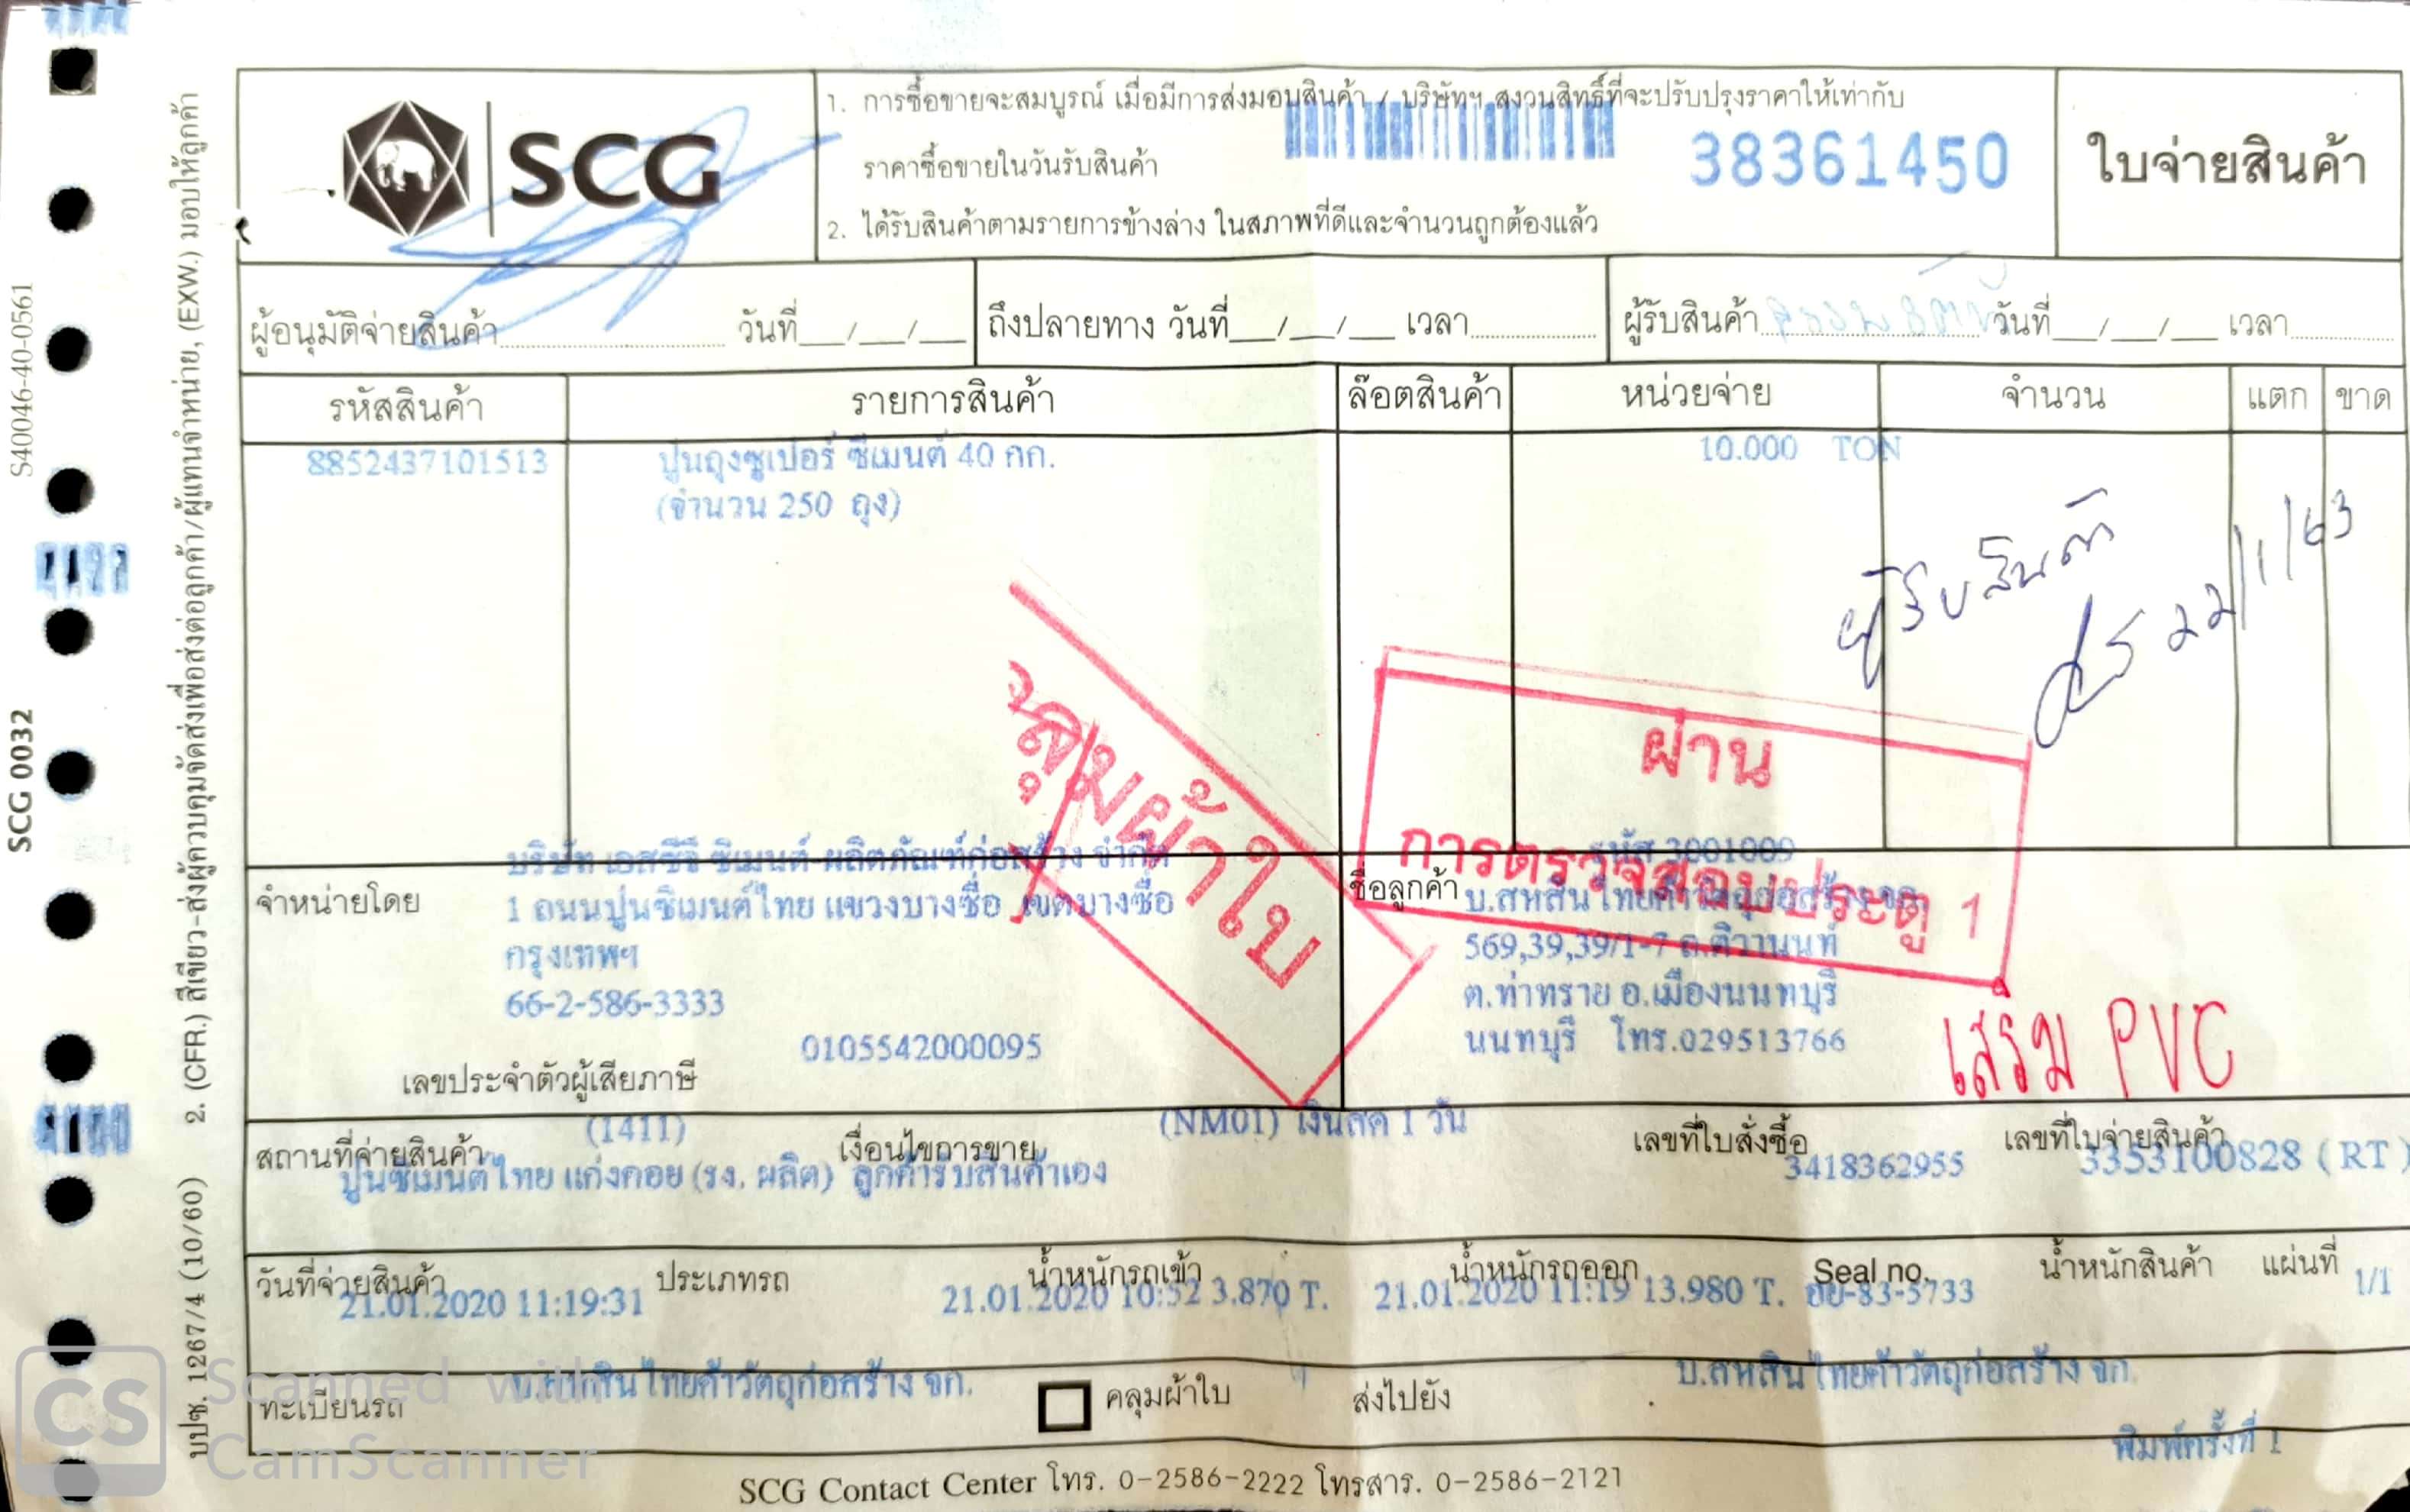 SCG
1. การซื้อขายจะสมบูรณ์ เมื่อมีการส่งมอบสินค้า / บริษัทฯ สงวนสิทธิ์ที่จะปรับปรุงราคาให้เท่ากับ
ราคาซื้อขายในวันรับสินค้า
38361450
2. ได้รับสินค้าตามรายการข้างล่าง ในสภาพที่ดีและจำนวนถูกต้องแล้ว
ใบจ่ายสินค้า
ผู้อนุมัติจ่ายสินค้า วันที่ __/__/__ ถึงปลายทาง วันที่ __/__/__ เวลา ผู้รับสินค้า วันที่ __/__/__ เวลา
รหัสสินค้า รายการสินค้า ล๊อตสินค้า หน่วยจ่าย จำนวน แตก ขาด
8852437101513 ปูนถุงซูเปอร์ ซีเมนต์ 40 กก. 10.000 TON
(จำนวน 250 ถุง)
ผู้รับสินค้า
22/1/63
คลุมผ้าใบ
ผ่าน
การตรวจสอบประตู 1
บริษัท เอสซีจี ซิเมนต์-ผลิตภัณฑ์ก่อสร้าง จำกัด
รหัส 3001009
จำหน่ายโดย
1 ถนนปูนซิเมนต์ไทย แขวงบางซื่อ เขตบางซื่อ
กรุงเทพฯ
66-2-586-3333
0105542000095
เลขประจำตัวผู้เสียภาษี
ชื่อลูกค้า
บ.สหสินไทยค้าวัตถุก่อสร้าง จก.
569,39,39/1-7 ถ.ติวานนท์
ต.ท่าทราย อ.เมืองนนทบุรี
นนทบุรี โทร.029513766
เสริม PVC
(1411) (NM01) เงินสด 1 วัน
สถานที่จ่ายสินค้า เงื่อนไขการขาย เลขที่ใบสั่งซื้อ เลขที่ใบจ่ายสินค้า
ปูนซิเมนต์ไทย แก่งคอย (รง. ผลิต) ลูกค้ารับสินค้าเอง 3418362955 3353100828 (RT)
วันที่จ่ายสินค้า ประเภทรถ น้ำหนักรถเข้า น้ำหนักรถออก Seal no. น้ำหนักสินค้า แผ่นที่
21.01.2020 11:19:31 21.01.2020 10:52 3.870 T. 21.01.2020 11:19 13.980 T. อย-83-5733 1/1
บ.สหสินไทยค้าวัตถุก่อสร้าง จก. บ.สหสินไทยค้าวัตถุก่อสร้าง จก.
ทะเบียนรถ คลุมผ้าใบ ส่งไปยัง
พิมพ์ครั้งที่ 1
SCG Contact Center โทร. 0-2586-2222 โทรสาร. 0-2586-2121
S40046-40-0561
SCG 0032
บปซ. 1267/4 (10/60) 2. (CFR.) สีเขียว-ส่งผู้ควบคุมจัดส่งเพื่อส่งต่อลูกค้า/ผู้แทนจำหน่าย, (EXW.) มอบให้ลูกค้า
CS
Scanned with
CamScanner